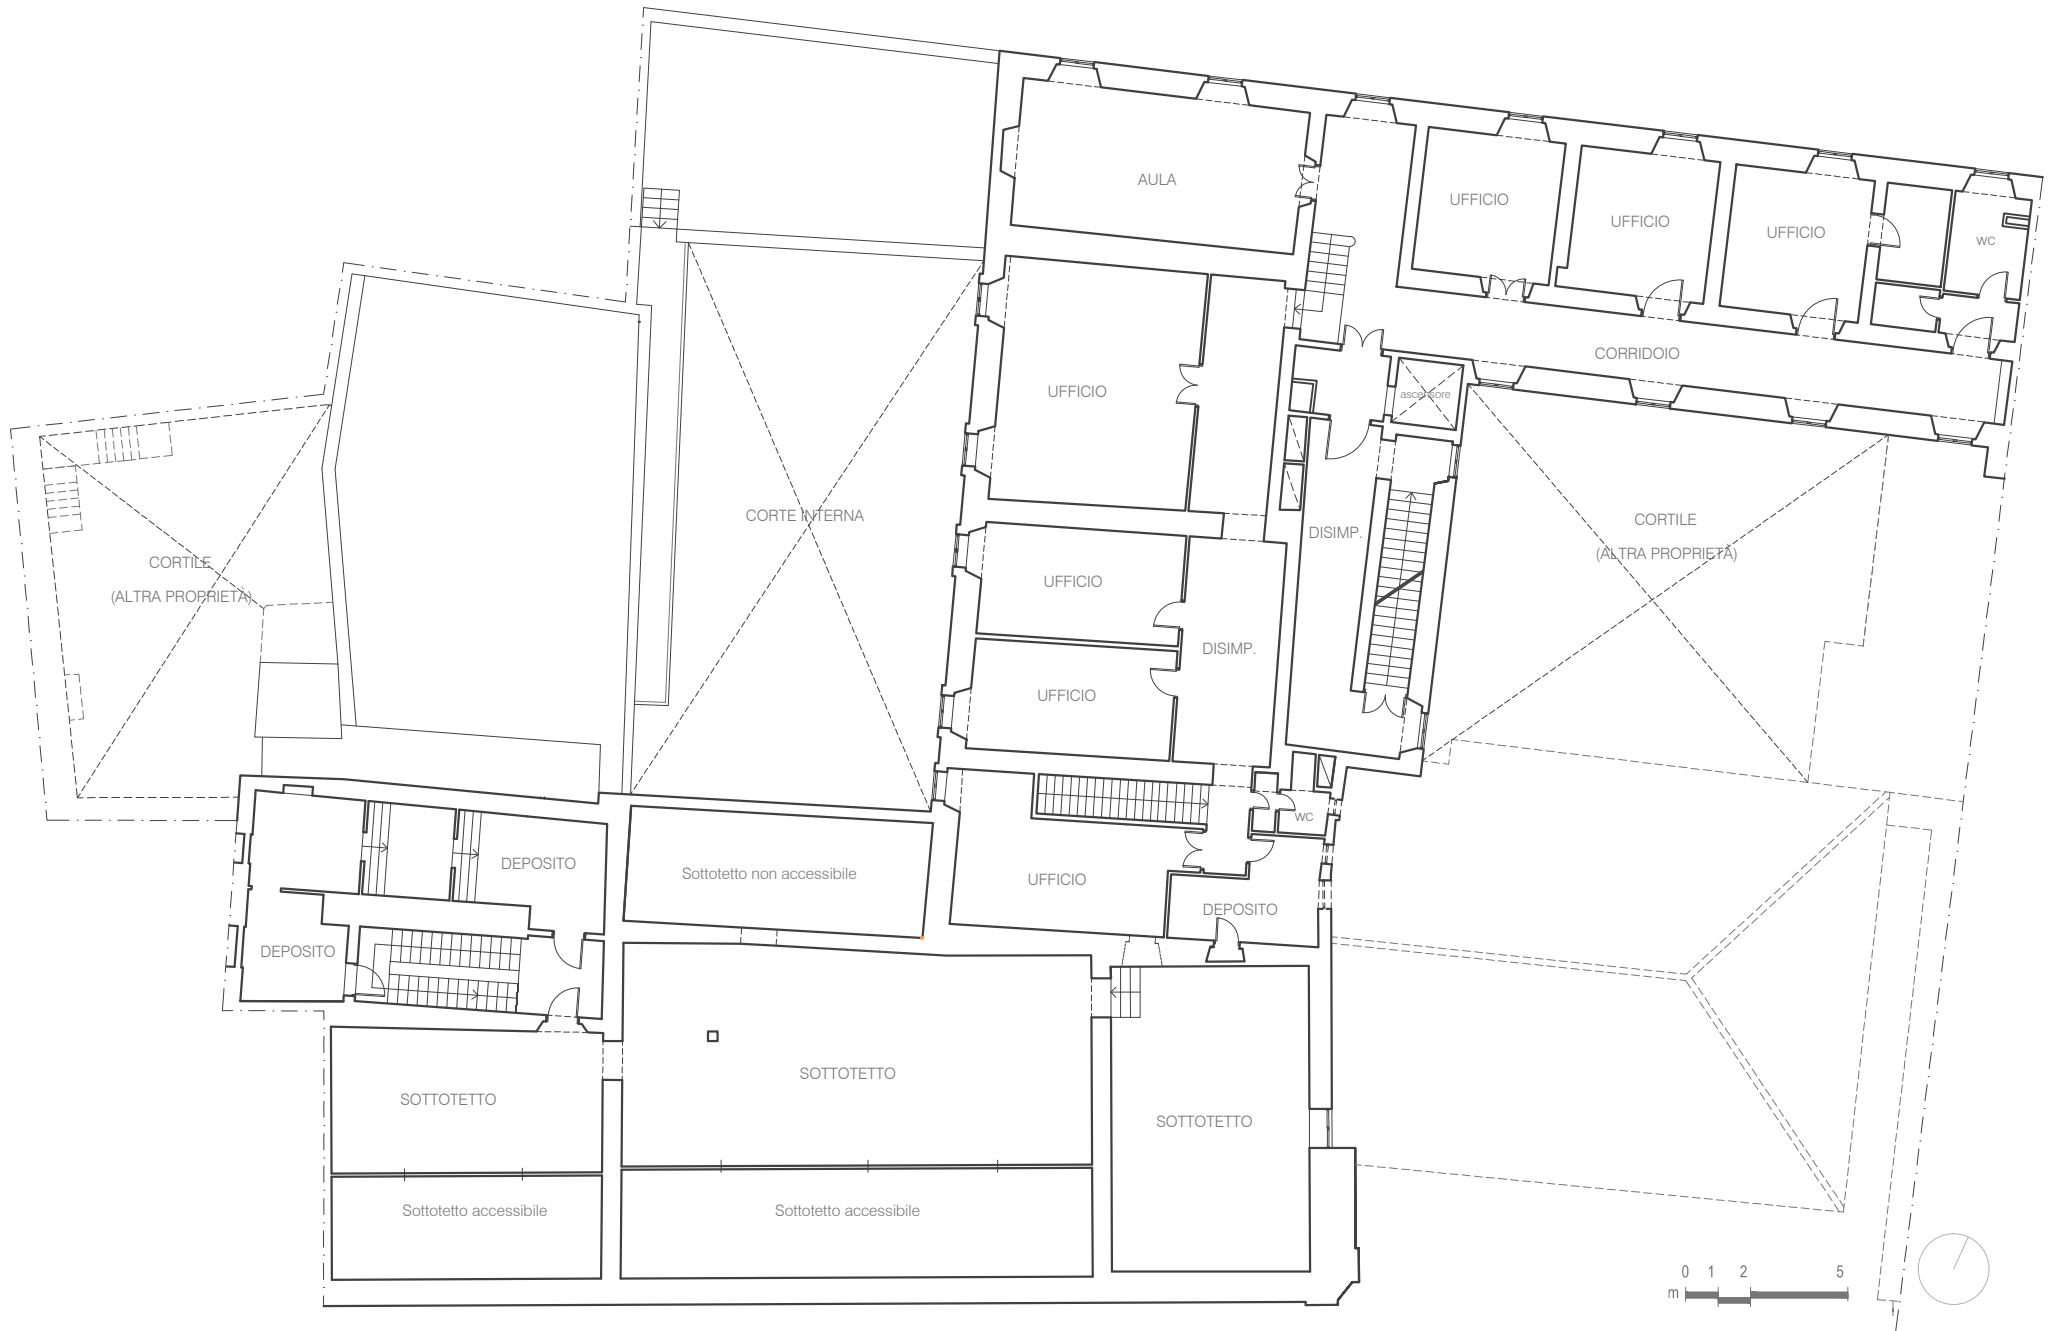 AULA
UFFICIO
UFFICIO
UFFICIO
WC
CORRIDOIO
UFFICIO
ascensore
CORTE INTERNA
CORTILE
(ALTRA PROPRIETÀ)
DISIMP.
CORTILE
(ALTRA PROPRIETÀ)
UFFICIO
DISIMP.
UFFICIO
WC
DEPOSITO
Sottotetto non accessibile
UFFICIO
DEPOSITO
DEPOSITO
SOTTOTETTO
SOTTOTETTO
SOTTOTETTO
Sottotetto accessibile
Sottotetto accessibile
0 1 2 5
m